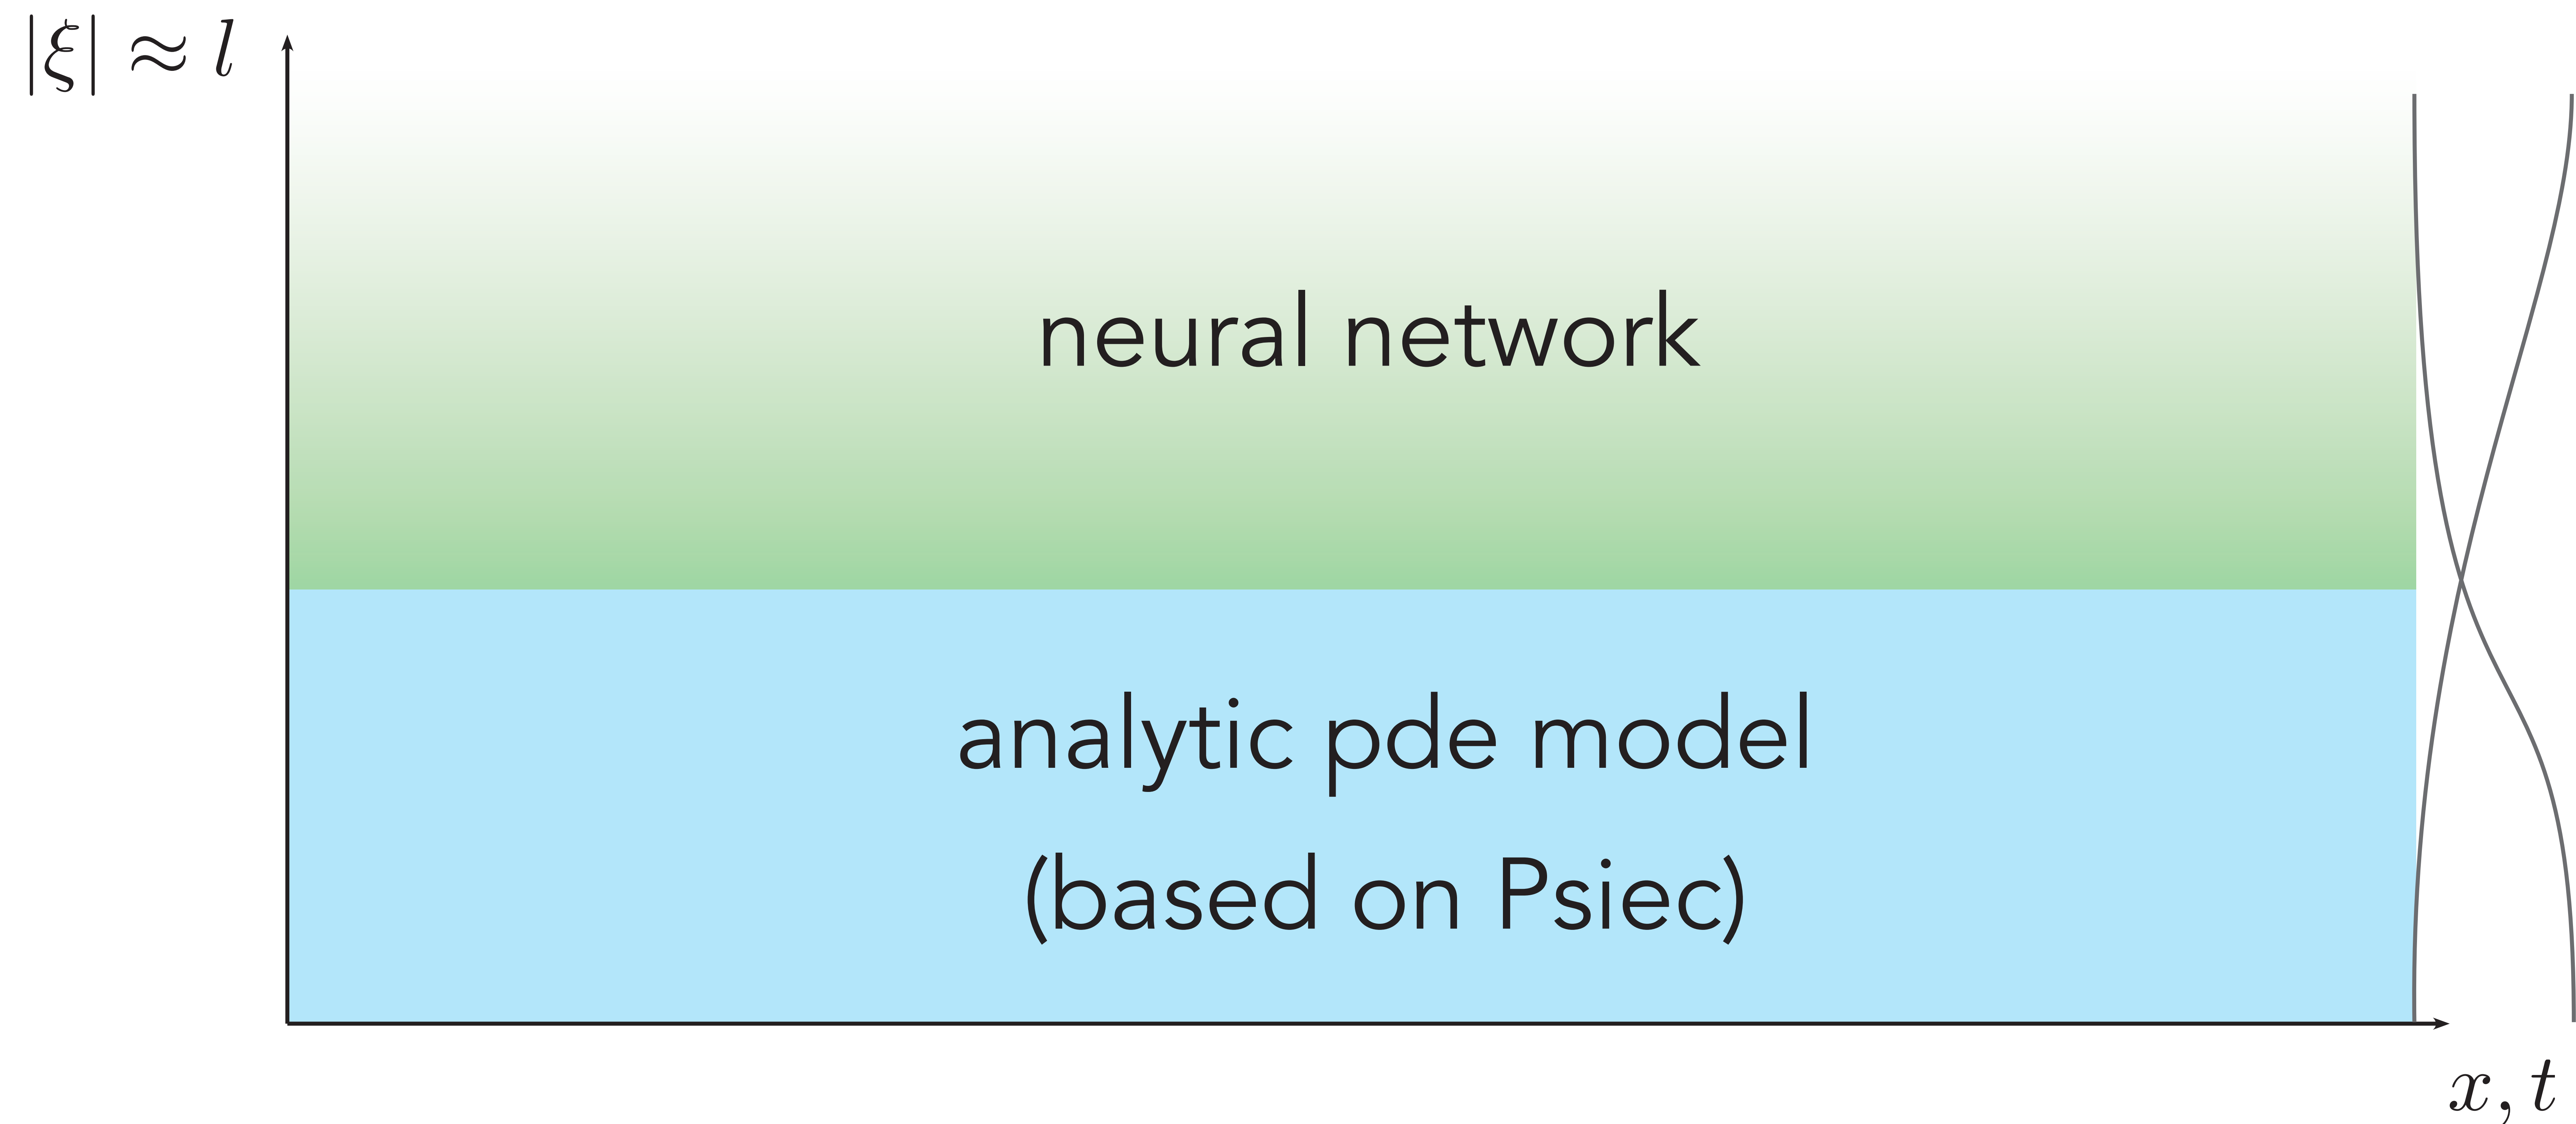 |ξ| ≈ l
neural network
analytic pde model
(based on Psiec)
x, t